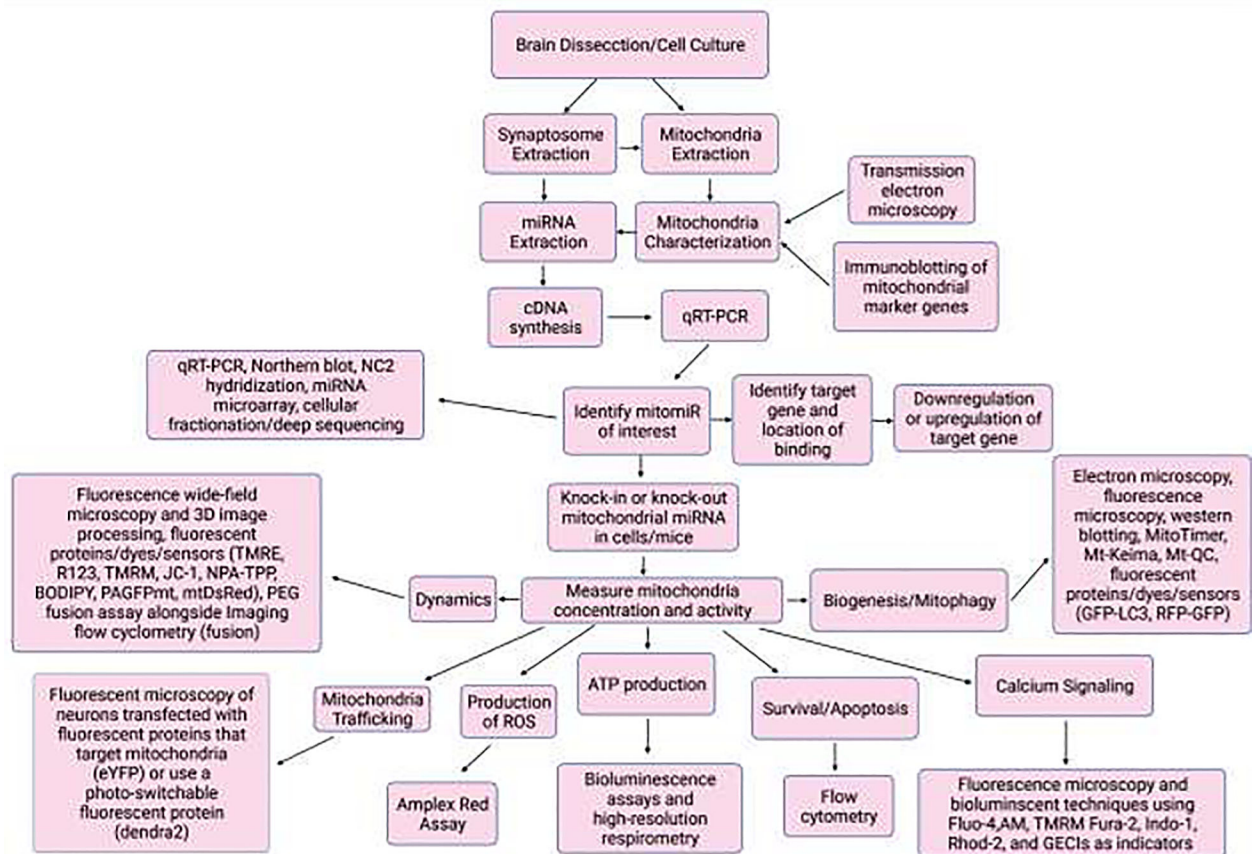 Brain Dissecction/Cell Culture
Synaptosome
Extraction
Mitochondria
Extraction
Transmission
electron
microscopy
miRNA
Extraction
Mitochondria
Characterization
Immunoblotting of
mitochondrial
marker genes
cDNA
synthesis
qRT-PCR
qRT-PCR, Northern blot, NC2
hydridization, miRNA
microarray, cellular
fractionation/deep sequencing
Identify mitomiR
of interest
Identify target
gene and
location of
binding
Downregulation
or upregulation of
target gene
Fluorescence wide-field
microscopy and 3D image
processing, fluorescent
proteins/dyes/sensors (TMRE,
R123, TMRM, JC-1, NPA-TPP,
BODIPY, PAGFPmt, mtDsRed), PEG
fusion assay alongside Imaging
flow cyclometry (fusion)
Knock-in or knock-out
mitochondrial miRNA
in cells/mice
Electron microscopy,
fluorescence
microscopy, western
blotting, MitoTimer,
Mt-Keima, Mt-QC,
fluorescent
proteins/dyes/sensors
(GFP-LC3, RFP-GFP)
Dynamics
Measure mitochondria
concentration and activity
Biogenesis/Mitophagy
Fluorescent microscopy of
neurons transfected with
fluorescent proteins that
target mitochondria
(eYFP) or use a
photo-switchable
fluorescent protein
(dendra2)
Mitochondria
Trafficking
Production
of ROS
ATP production
Survival/Apoptosis
Calcium Signaling
Amplex Red
Assay
Bioluminescence
assays and
high-resolution
respirometry
Flow
cytometry
Fluorescence microscopy and
bioluminscent techniques using
Fluo-4,AM, TMRM Fura-2, Indo-1,
Rhod-2, and GECIs as indicators